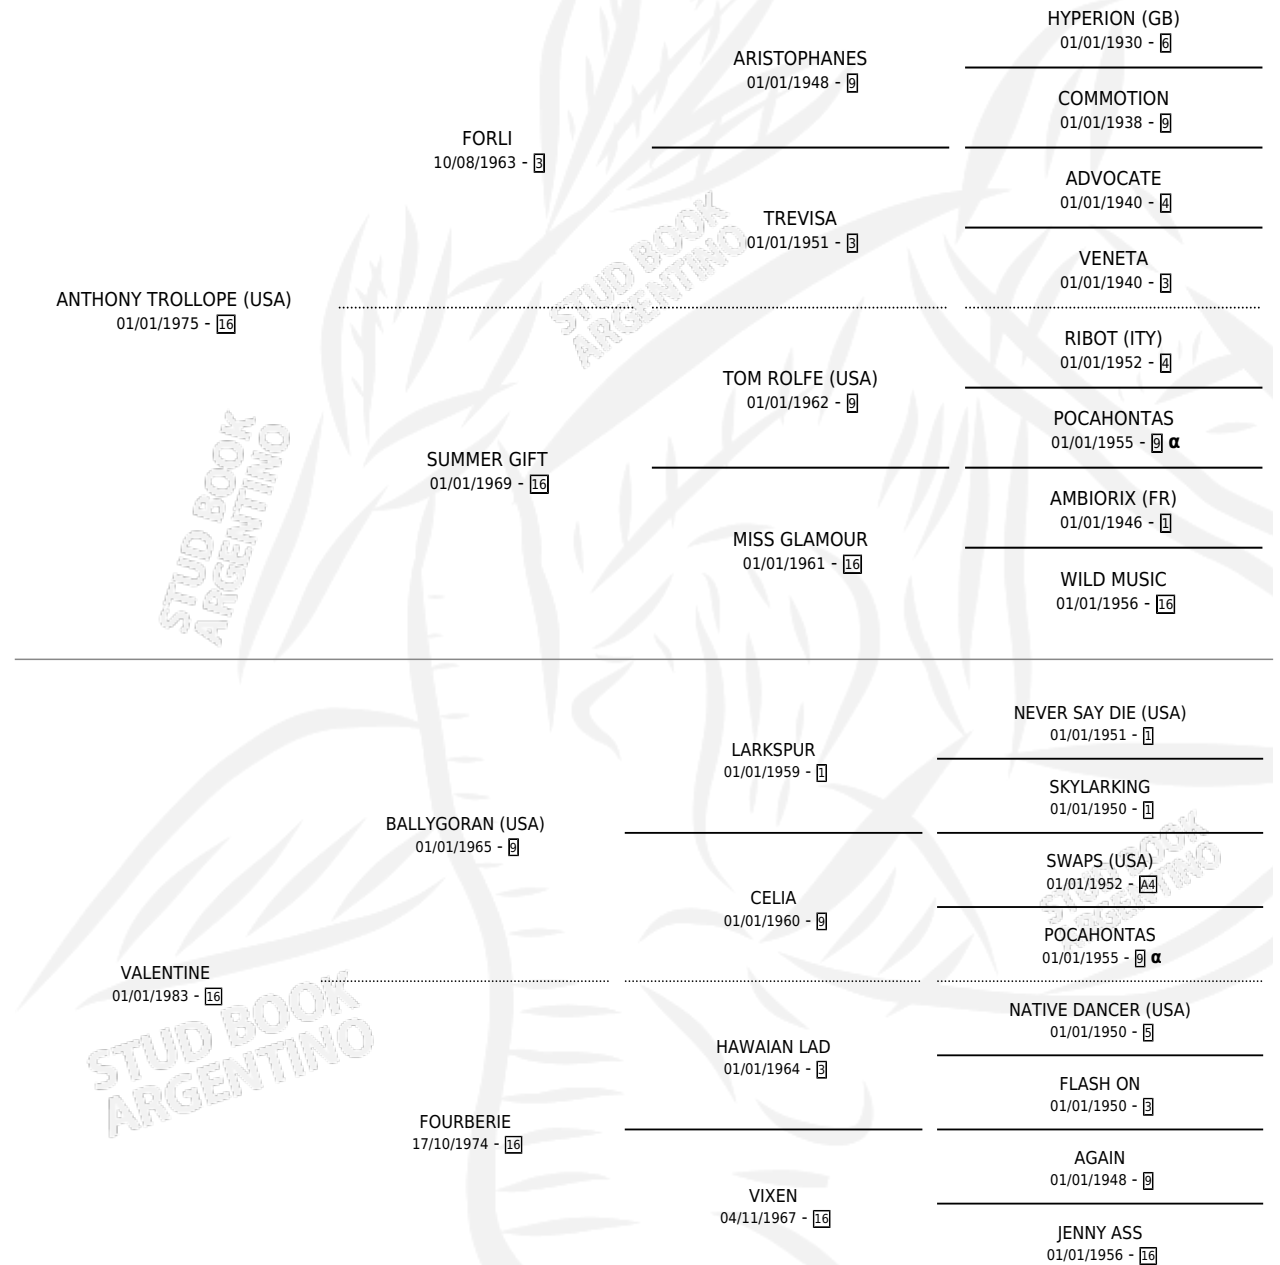 HYPERION (GB)
01/01/1930 - 6
ARISTOPHANES
01/01/1948 - 9
COMMOTION
01/01/1938 - 9
FORLI
10/08/1963 - 3
ADVOCATE
01/01/1940 - 4
TREVISA
01/01/1951 - 3
VENETA
01/01/1940 - 3
ANTHONY TROLLOPE (USA)
01/01/1975 - 16
RIBOT (ITY)
01/01/1952 - 4
TOM ROLFE (USA)
01/01/1962 - 9
POCAHONTAS
01/01/1955 - 9 α
SUMMER GIFT
01/01/1969 - 16
AMBIORIX (FR)
01/01/1946 - 1
MISS GLAMOUR
01/01/1961 - 16
WILD MUSIC
01/01/1956 - 16
NEVER SAY DIE (USA)
01/01/1951 - 1
LARKSPUR
01/01/1959 - 1
SKYLARKING
01/01/1950 - 1
BALLYGORAN (USA)
01/01/1965 - 9
SWAPS (USA)
01/01/1952 - A4
CELIA
01/01/1960 - 9
POCAHONTAS
01/01/1955 - 9 α
VALENTINE
01/01/1983 - 16
NATIVE DANCER (USA)
01/01/1950 - 5
HAWAIAN LAD
01/01/1964 - 3
FLASH ON
01/01/1950 - 3
FOURBERIE
17/10/1974 - 16
AGAIN
01/01/1948 - 9
VIXEN
04/11/1967 - 16
JENNY ASS
01/01/1956 - 16
STUD BOOK
ARGENTINO
STUD BOOK
ARGENTINO
STUD BOOK
ARGENTINO
STUD BOOK
ARGENTINO